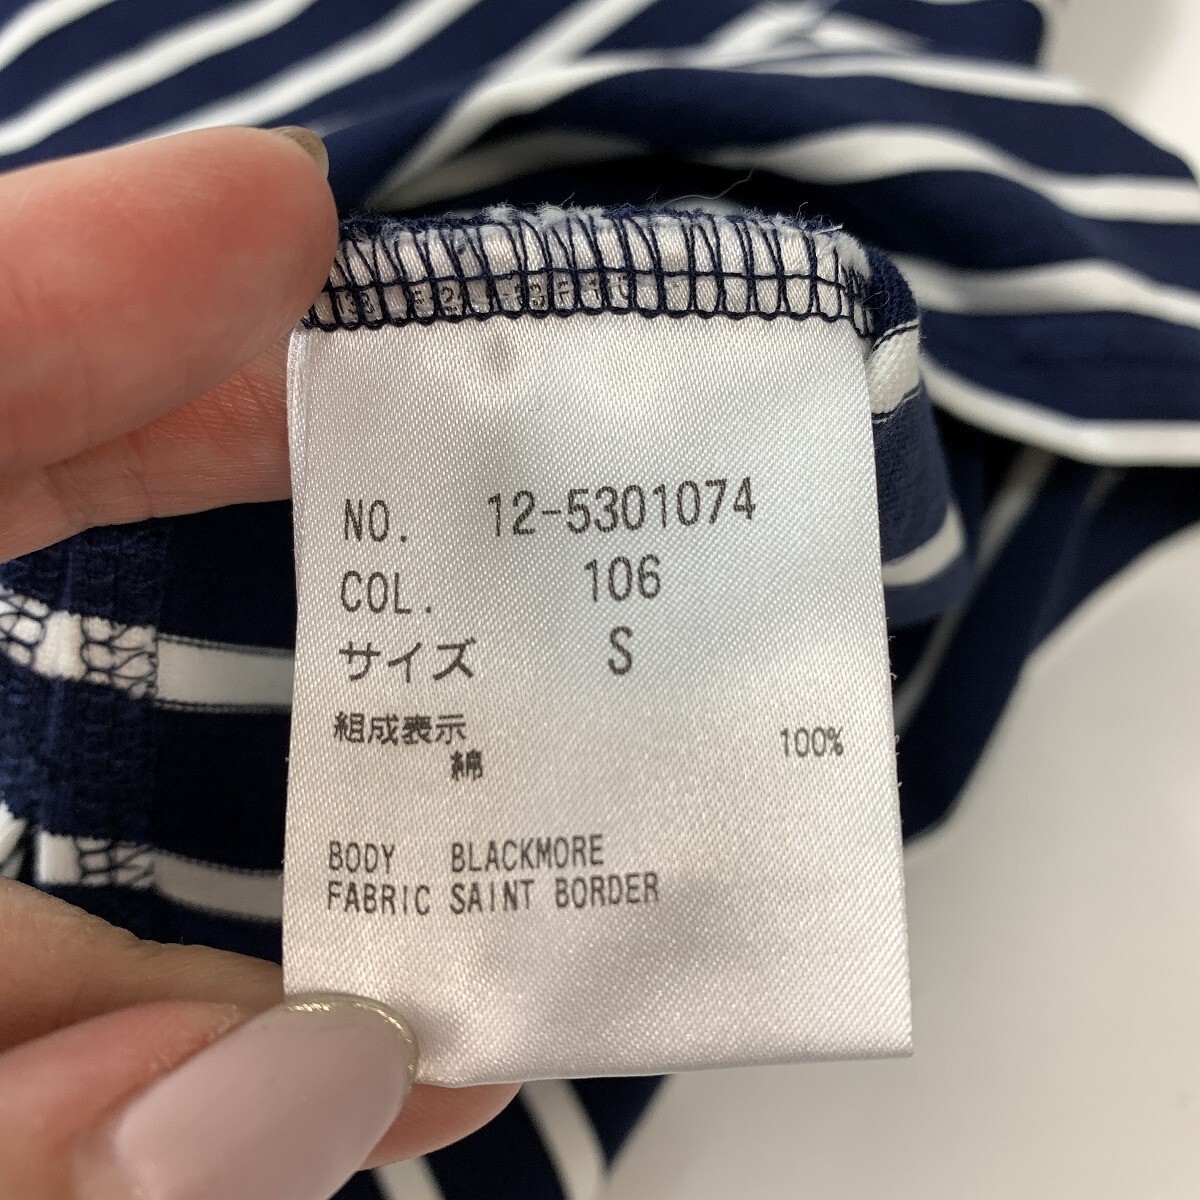 NO. 12-5301074
COL. 106
サイズ S
組成表示
綿 100%
BODY BLACKMORE
FABRIC SAINT BORDER